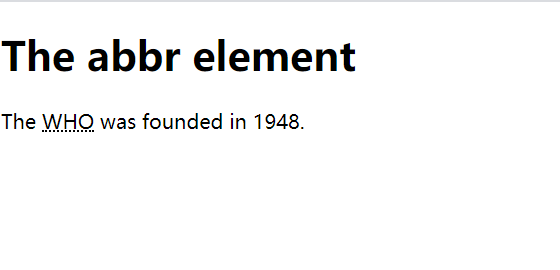 The abbr element
The WHO was founded in 1948.